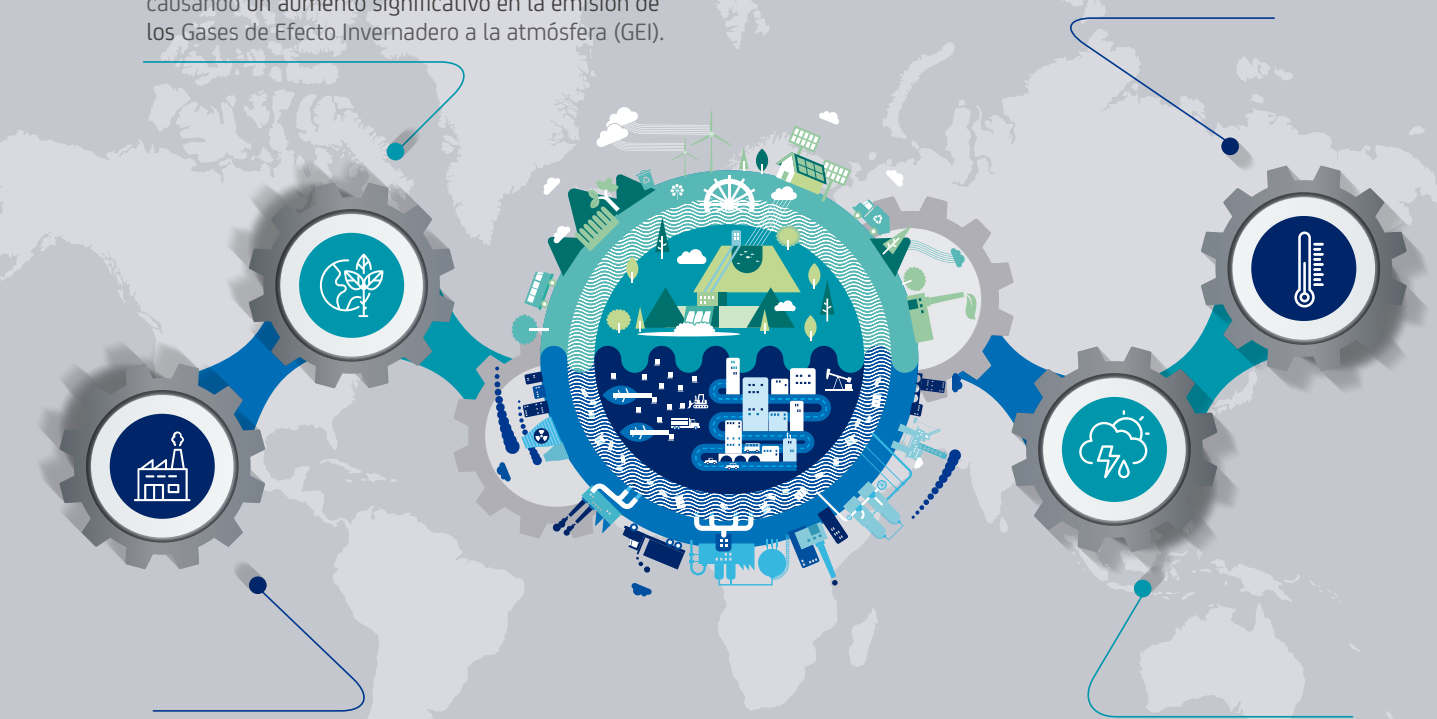 causando un aumento significativo en la emisión de
los Gases de Efecto Invernadero a la atmósfera (GEI).